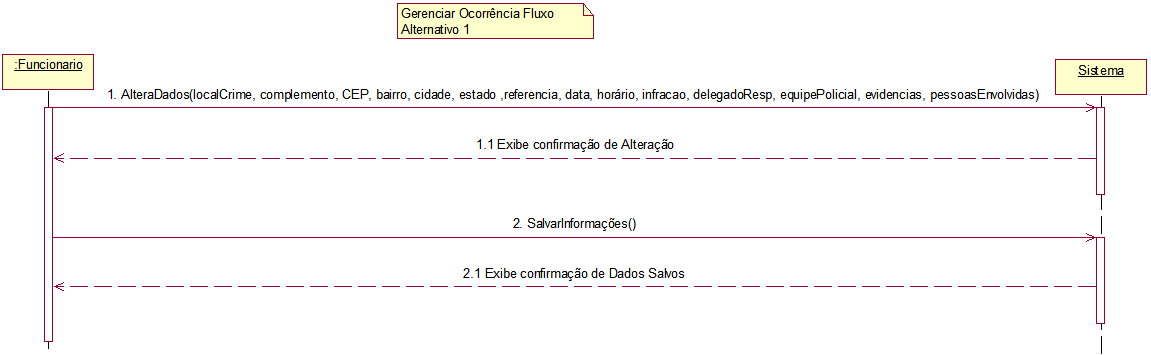 Gerenciar Ocorrência Fluxo
Alternativo 1
:Funcionario
Sistema
1. AlteraDados(localCrime, complemento, CEP, bairro, cidade, estado ,referencia, data, horário, infracao, delegadoResp, equipePolicial, evidencias, pessoasEnvolvidas)
1.1 Exibe confirmação de Alteração
2. SalvarInformações()
2.1 Exibe confirmação de Dados Salvos